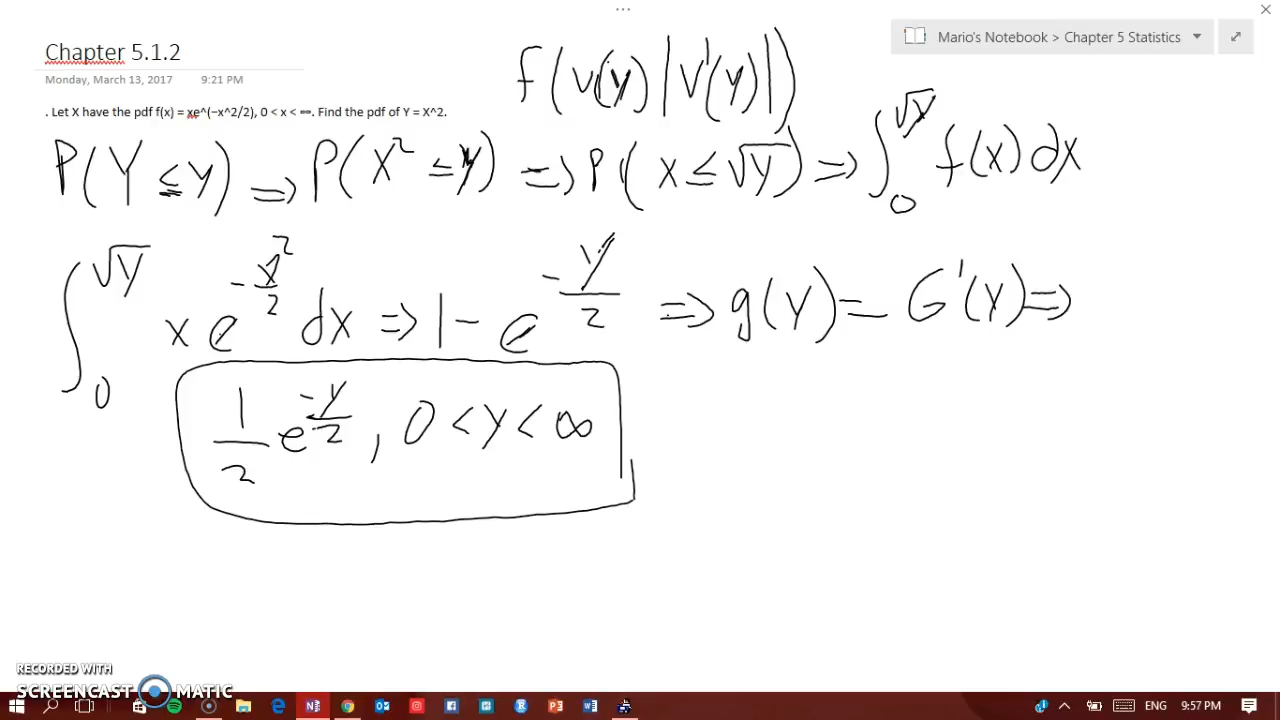 Chapter 5.1.2
Mario's Notebook > Chapter 5 Statistics
Monday, March 13, 2017 9:21 PM
f(v(y)|v'(y)|)
. Let X have the pdf f(x) = xe^(−x^2/2), 0 < x < ∞. Find the pdf of Y = X^2.
P(Y ≤ y) ⇒ P(X² ≤ y) ⇒ P(x ≤ √y) ⇒ ∫₀^√y f(x) dx
∫₀^√y x e^(-x²/2) dx ⇒ 1 - e^(-y/2) ⇒ g(y) = G'(y) ⇒
1/2 e^(-y/2), 0 < y < ∞
RECORDED WITH
SCREENCAST MATIC
ENG 9:57 PM